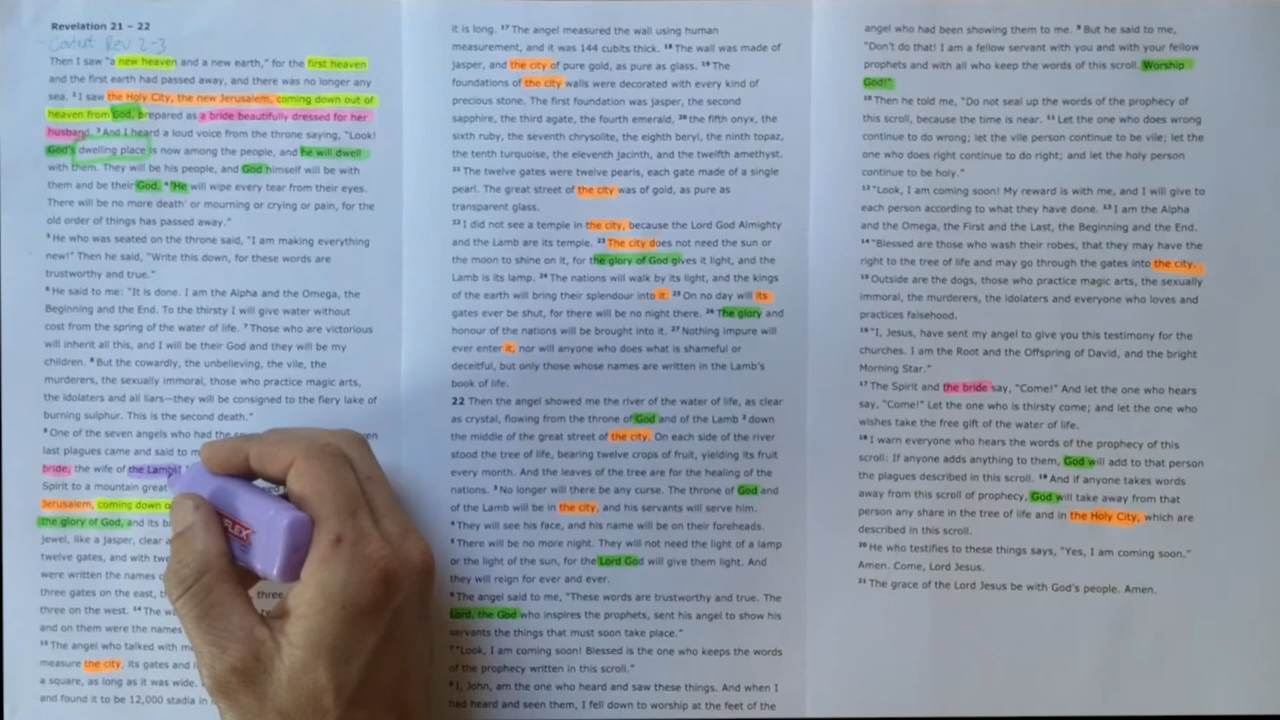 Revelation 21 – 22
Context Rev 2-3
Then I saw "a new heaven and a new earth," for the first heaven
and the first earth had passed away, and there was no longer any
sea. ² I saw the Holy City, the new Jerusalem, coming down out of
heaven from God, prepared as a bride beautifully dressed for her
husband. ³ And I heard a loud voice from the throne saying, "Look!
God's dwelling place is now among the people, and he will dwell
with them. They will be his people, and God himself will be with
them and be their God. ⁴ 'He will wipe every tear from their eyes.
There will be no more death' or mourning or crying or pain, for the
old order of things has passed away."
⁵ He who was seated on the throne said, "I am making everything
new!" Then he said, "Write this down, for these words are
trustworthy and true."
⁶ He said to me: "It is done. I am the Alpha and the Omega, the
Beginning and the End. To the thirsty I will give water without
cost from the spring of the water of life. ⁷ Those who are victorious
will inherit all this, and I will be their God and they will be my
children. ⁸ But the cowardly, the unbelieving, the vile, the
murderers, the sexually immoral, those who practice magic arts,
the idolaters and all liars—they will be consigned to the fiery lake of
burning sulphur. This is the second death."
⁹ One of the seven angels who had the
last plagues came and said to
bride, the wife of the Lamb."
Spirit to a mountain great
Jerusalem, coming down
the glory of God, and its
jewel, like a jasper, clear
twelve gates, and with
were written the names
three gates on the east, three
three on the west. ¹⁴ The
and on them were the names
¹⁵ The angel who talked with
measure the city, its gates and
a square, as long as it was wide.
and found it to be 12,000 stadia in
it is long. ¹⁷ The angel measured the wall using human
measurement, and it was 144 cubits thick. ¹⁸ The wall was made of
jasper, and the city of pure gold, as pure as glass. ¹⁹ The
foundations of the city walls were decorated with every kind of
precious stone. The first foundation was jasper, the second
sapphire, the third agate, the fourth emerald, ²⁰ the fifth onyx, the
sixth ruby, the seventh chrysolite, the eighth beryl, the ninth topaz,
the tenth turquoise, the eleventh jacinth, and the twelfth amethyst.
²¹ The twelve gates were twelve pearls, each gate made of a single
pearl. The great street of the city was of gold, as pure as
transparent glass.
²² I did not see a temple in the city, because the Lord God Almighty
and the Lamb are its temple. ²³ The city does not need the sun or
the moon to shine on it, for the glory of God gives it light, and the
Lamb is its lamp. ²⁴ The nations will walk by its light, and the kings
of the earth will bring their splendour into it. ²⁵ On no day will its
gates ever be shut, for there will be no night there. ²⁶ The glory and
honour of the nations will be brought into it. ²⁷ Nothing impure will
ever enter it, nor will anyone who does what is shameful or
deceitful, but only those whose names are written in the Lamb's
book of life.
22 Then the angel showed me the river of the water of life, as clear
as crystal, flowing from the throne of God and of the Lamb ² down
the middle of the great street of the city. On each side of the river
stood the tree of life, bearing twelve crops of fruit, yielding its fruit
every month. And the leaves of the tree are for the healing of the
nations. ³ No longer will there be any curse. The throne of God and
of the Lamb will be in the city, and his servants will serve him.
⁴ They will see his face, and his name will be on their foreheads.
⁵ There will be no more night. They will not need the light of a lamp
or the light of the sun, for the Lord God will give them light. And
they will reign for ever and ever.
⁶ The angel said to me, "These words are trustworthy and true. The
Lord, the God who inspires the prophets, sent his angel to show his
servants the things that must soon take place."
⁷ "Look, I am coming soon! Blessed is the one who keeps the words
of the prophecy written in this scroll."
⁸ I, John, am the one who heard and saw these things. And when I
had heard and seen them, I fell down to worship at the feet of the
angel who had been showing them to me. ⁹ But he said to me,
"Don't do that! I am a fellow servant with you and with your fellow
prophets and with all who keep the words of this scroll. Worship
God!"
¹⁰ Then he told me, "Do not seal up the words of the prophecy of
this scroll, because the time is near. ¹¹ Let the one who does wrong
continue to do wrong; let the vile person continue to be vile; let the
one who does right continue to do right; and let the holy person
continue to be holy."
¹² "Look, I am coming soon! My reward is with me, and I will give to
each person according to what they have done. ¹³ I am the Alpha
and the Omega, the First and the Last, the Beginning and the End.
¹⁴ "Blessed are those who wash their robes, that they may have the
right to the tree of life and may go through the gates into the city.
¹⁵ Outside are the dogs, those who practice magic arts, the sexually
immoral, the murderers, the idolaters and everyone who loves and
practices falsehood.
¹⁶ "I, Jesus, have sent my angel to give you this testimony for the
churches. I am the Root and the Offspring of David, and the bright
Morning Star."
¹⁷ The Spirit and the bride say, "Come!" And let the one who hears
say, "Come!" Let the one who is thirsty come; and let the one who
wishes take the free gift of the water of life.
¹⁸ I warn everyone who hears the words of the prophecy of this
scroll: If anyone adds anything to them, God will add to that person
the plagues described in this scroll. ¹⁹ And if anyone takes words
away from this scroll of prophecy, God will take away from that
person any share in the tree of life and in the Holy City, which are
described in this scroll.
²⁰ He who testifies to these things says, "Yes, I am coming soon."
Amen. Come, Lord Jesus.
²¹ The grace of the Lord Jesus be with God's people. Amen.